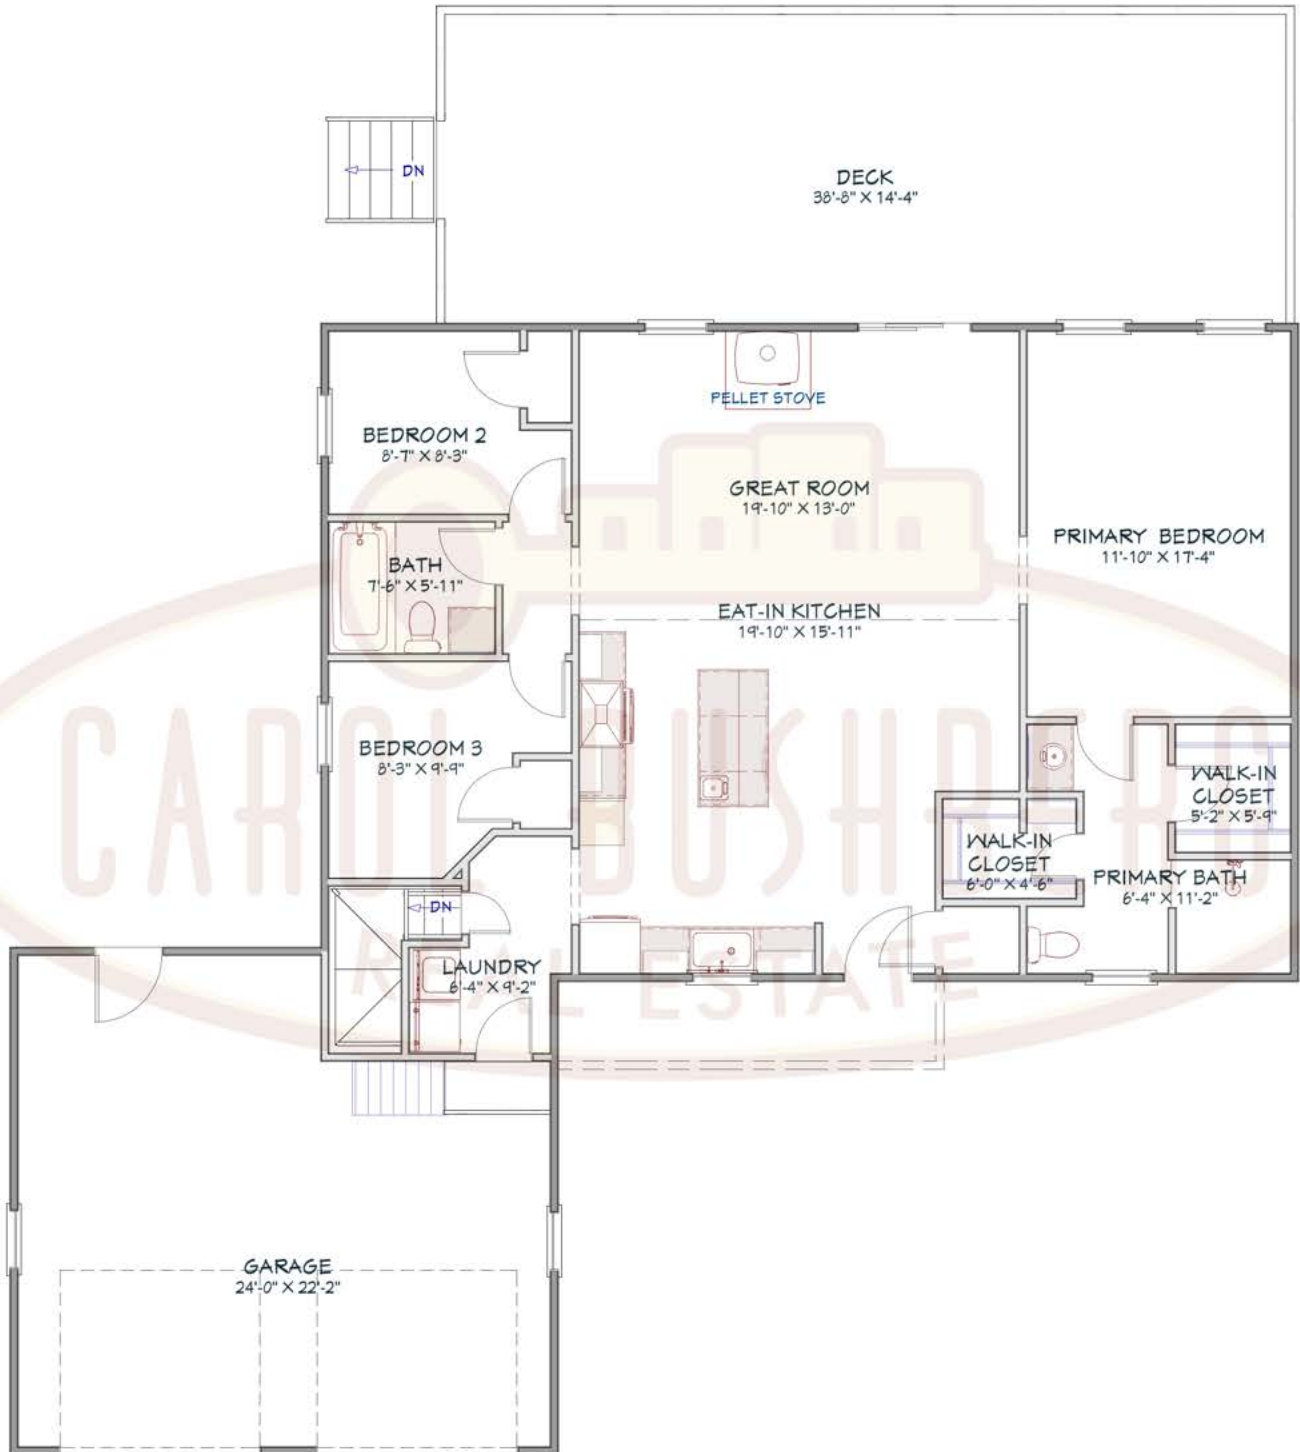 DECK
38'-8" X 14'-4"
DN
PELLET STOVE
BEDROOM 2
8'-7" X 8'-3"
GREAT ROOM
19'-10" X 13'-0"
PRIMARY BEDROOM
11'-10" X 17'-4"
BATH
7'-6" X 5'-11"
EAT-IN KITCHEN
19'-10" X 15'-11"
BEDROOM 3
8'-3" X 9'-9"
WALK-IN
CLOSET
5'-2" X 5'-9"
WALK-IN
CLOSET
6'-0" X 4'-6"
PRIMARY BATH
6'-4" X 11'-2"
DN
LAUNDRY
6'-4" X 9'-2"
GARAGE
24'-0" X 22'-2"
CAROL BUSHBERG
REAL ESTATE